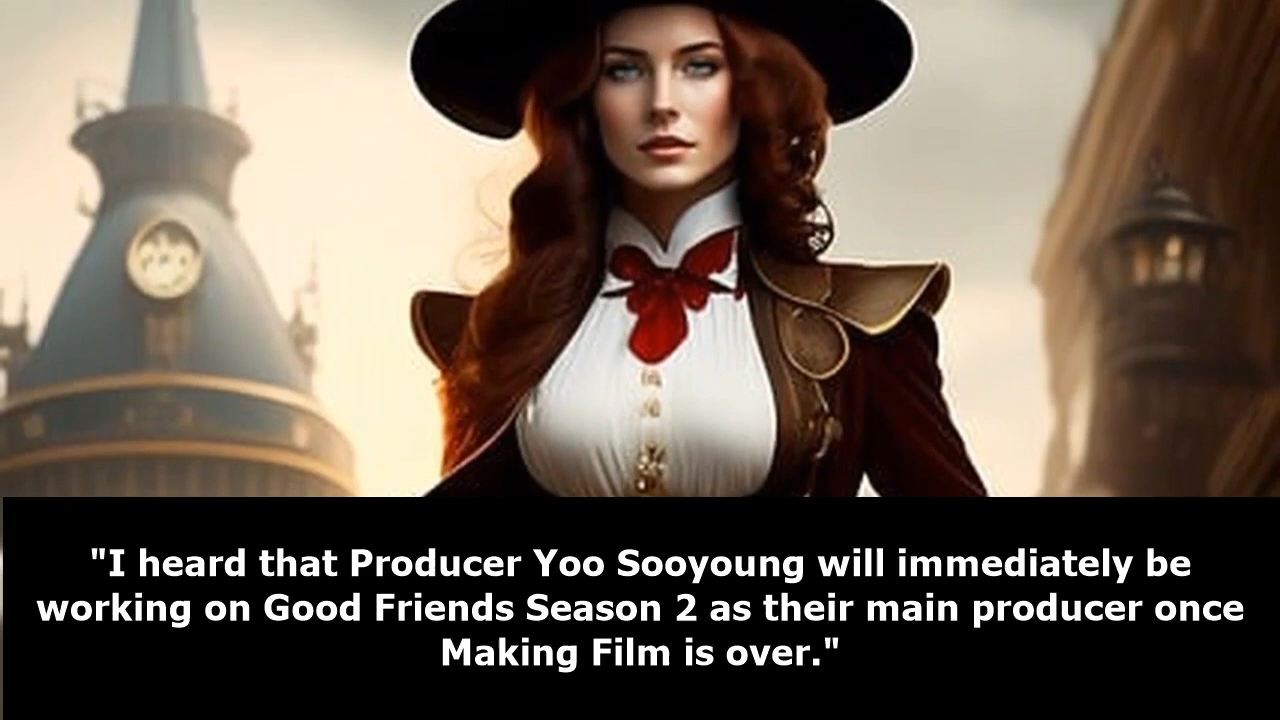 "I heard that Producer Yoo Sooyoung will immediately be
working on Good Friends Season 2 as their main producer once
Making Film is over."